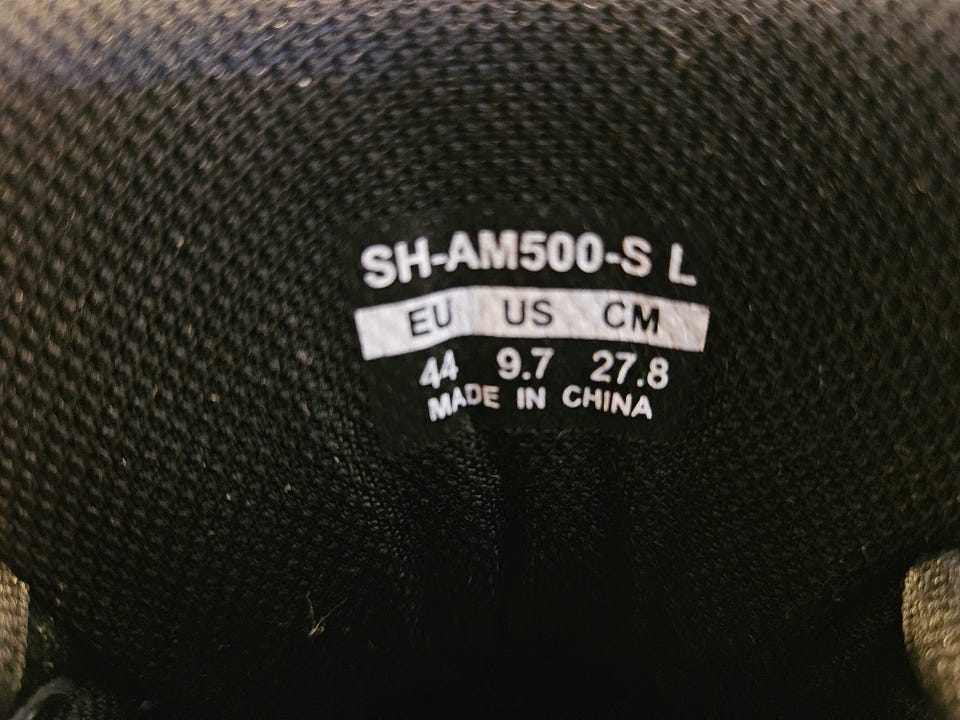 SH-AM500-S L
EU US CM
44 9.7 27.8
MADE IN CHINA